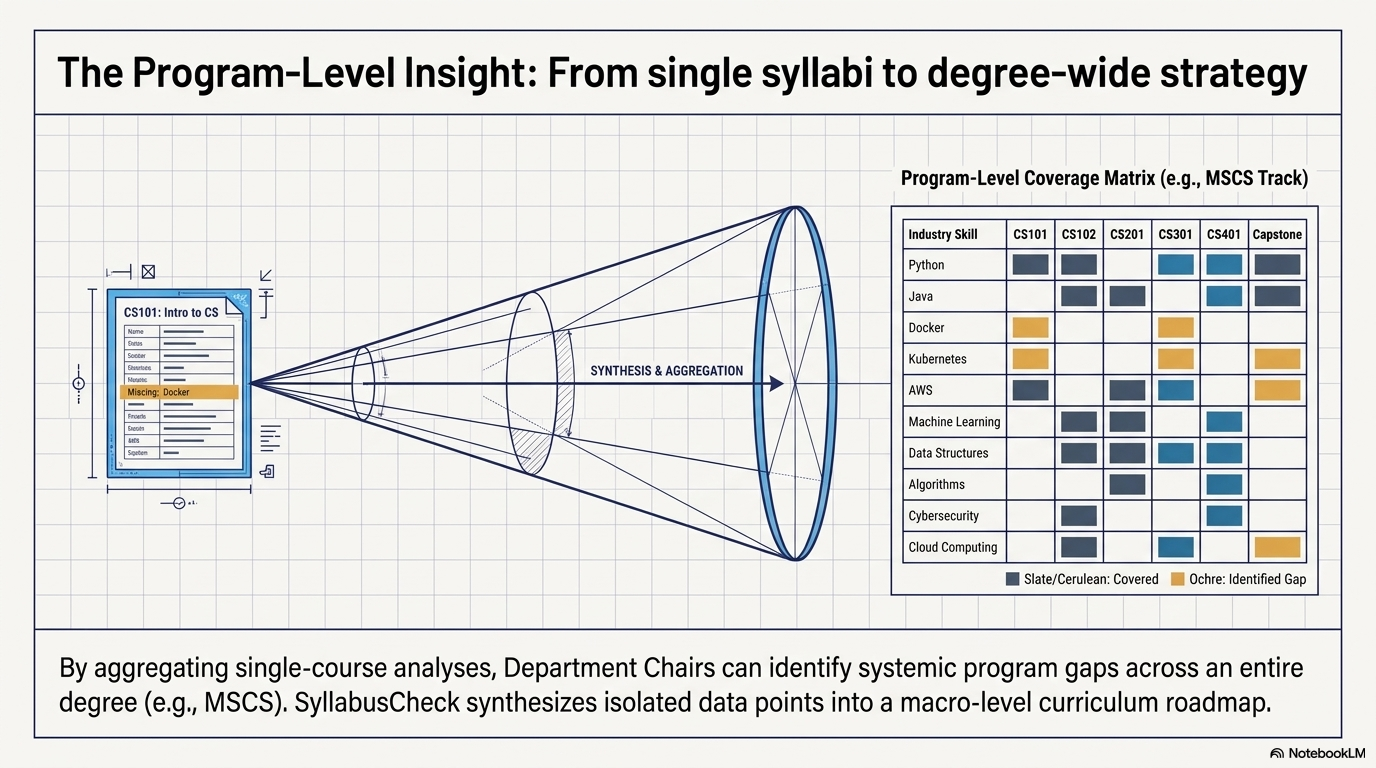 The Program-Level Insight: From single syllabi to degree-wide strategy
CS101: Intro to CS
Name
Miscing; Docker
SYNTHESIS & AGGREGATION
Program-Level Coverage Matrix (e.g., MSCS Track)
Industry Skill CS101 CS102 CS201 CS301 CS401 Capstone
Python
Java
Docker
Kubernetes
AWS
Machine Learning
Data Structures
Algorithms
Cybersecurity
Cloud Computing
Slate/Cerulean: Covered Ochre: Identified Gap
By aggregating single-course analyses, Department Chairs can identify systemic program gaps across an entire
degree (e.g., MSCS). SyllabusCheck synthesizes isolated data points into a macro-level curriculum roadmap.
NotebookLM